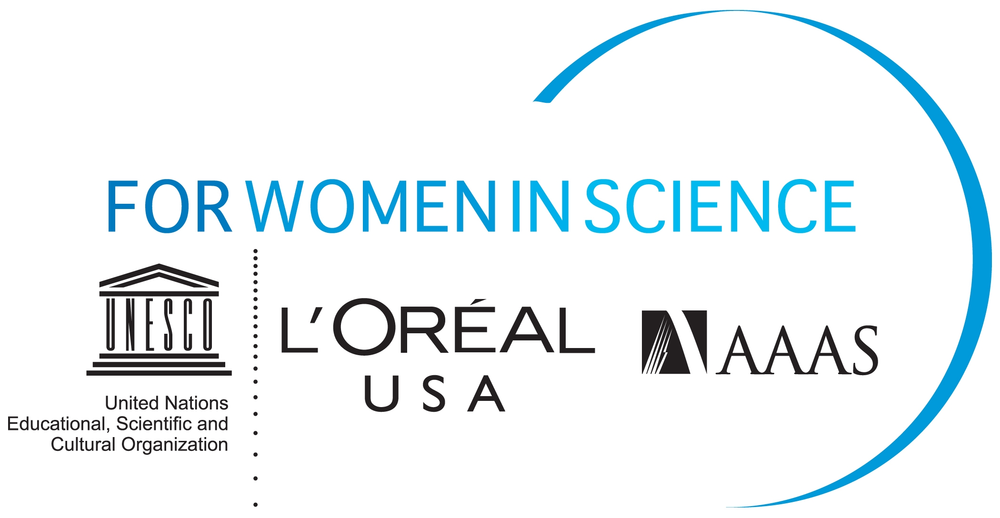 FOR WOMEN IN SCIENCE
UNESCO
United Nations
Educational, Scientific and
Cultural Organization
L'ORÉAL
USA
AAAS